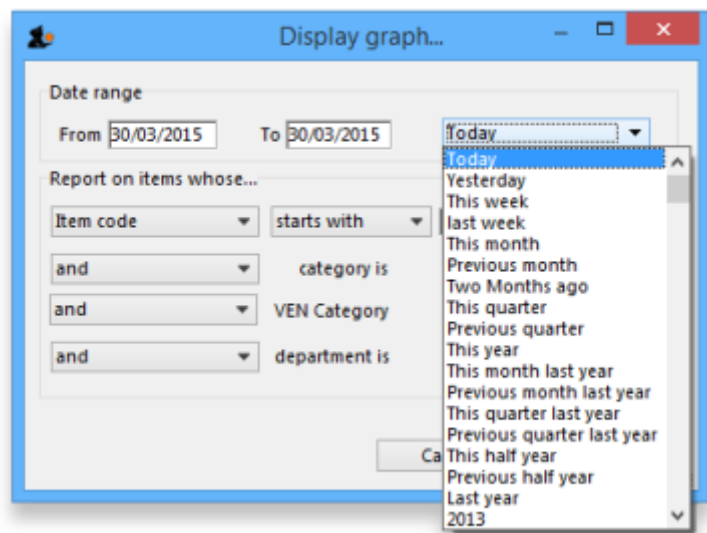 Display graph...
Date range
From 30/03/2015 To 30/03/2015 Today
Report on items whose...
Item code starts with
and category is
and VEN Category
and department is
Ca
Today
Yesterday
This week
last week
This month
Previous month
Two Months ago
This quarter
Previous quarter
This year
This month last year
Previous month last year
This quarter last year
Previous quarter last year
This half year
Previous half year
Last year
2013